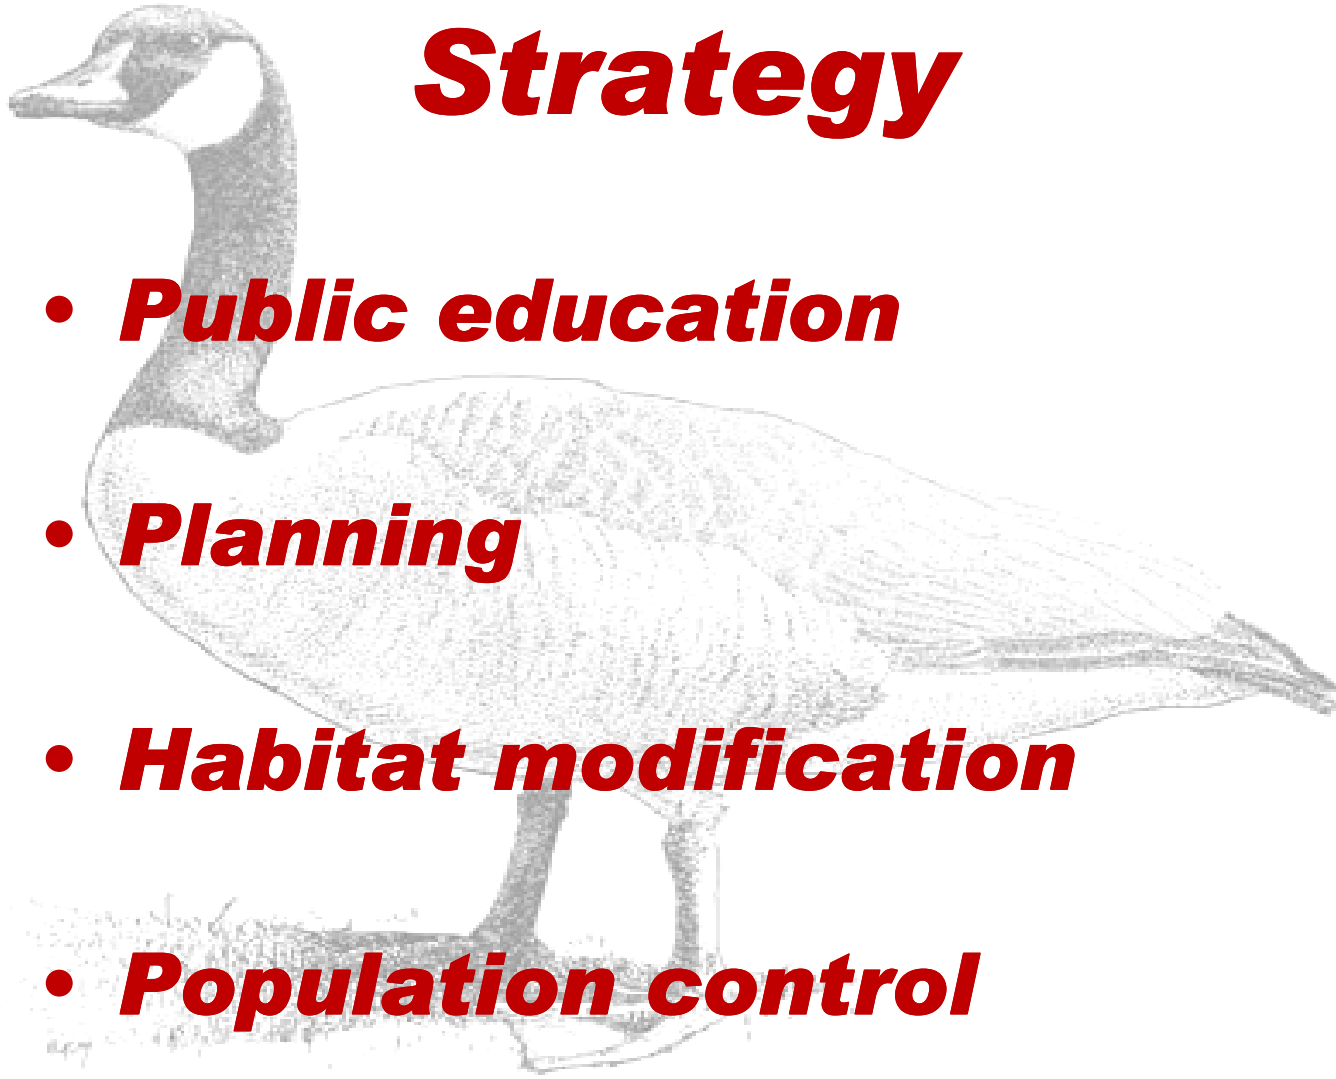 Strategy
• Public education
• Planning
• Habitat modification
• Population control